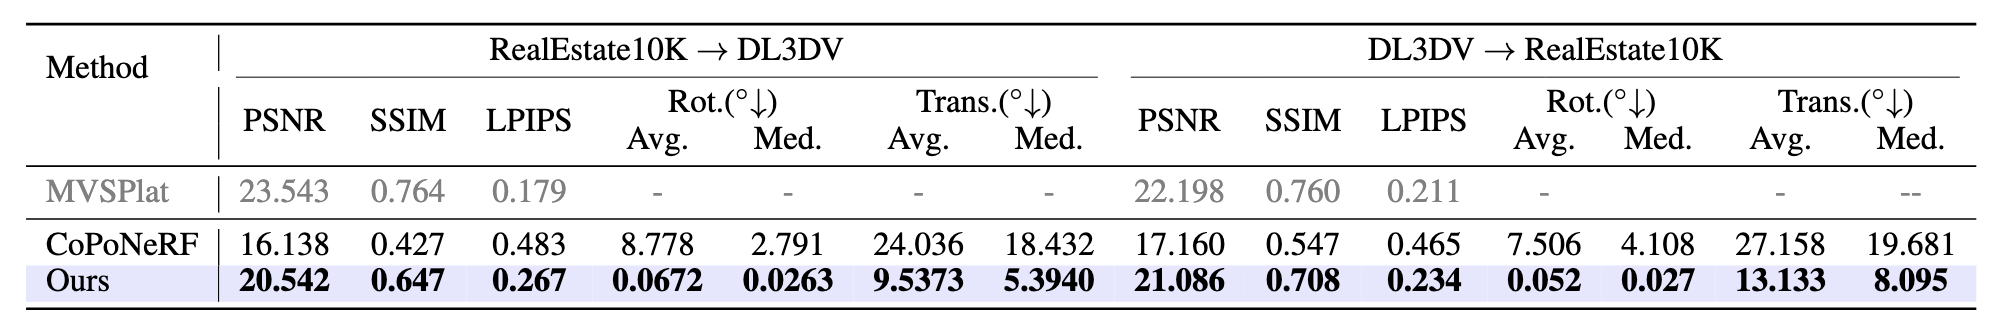 Method RealEstate10K → DL3DV DL3DV → RealEstate10K
PSNR SSIM LPIPS Rot.(°↓) Trans.(°↓) PSNR SSIM LPIPS Rot.(°↓) Trans.(°↓)
Avg. Med. Avg. Med. Avg. Med. Avg. Med.
MVSPlat 23.543 0.764 0.179 - - - - 22.198 0.760 0.211 - - --
CoPoNeRF 16.138 0.427 0.483 8.778 2.791 24.036 18.432 17.160 0.547 0.465 7.506 4.108 27.158 19.681
Ours 20.542 0.647 0.267 0.0672 0.0263 9.5373 5.3940 21.086 0.708 0.234 0.052 0.027 13.133 8.095